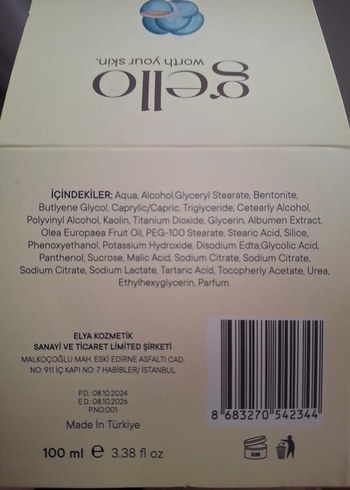 gello
worth your skin.
İÇİNDEKİLER; Aqua, Alcohol,Glyceryl Stearate, Bentonite,
Butlyene Glycol, Caprylic/Capric, Triglyceride, Cetearly Alcohol,
Polyvinyl Alcohol, Kaolin, Titanium Dioxide, Glycerin, Albumen Extract,
Olea Europaea Fruit Oil, PEG-100 Stearate, Stearic Acid, Silice,
Phenoxyethanol, Potassium Hydroxide, Disodium Edta,Glycolic Acid,
Panthenol, Sucrose, Malic Acid, Sodium Citrate, Sodium Citrate,
Sodium Citrate, Sodium Lactate, Tartaric Acid, Tocopherly Acetate, Urea,
Ethylhexyglycerin, Parfum.
ELYA KOZMETİK
SANAYİ VE TİCARET LİMİTED ŞİRKETİ
MALKOÇOĞLU MAH. ESKİ EDİRNE ASFALTI CAD.
NO: 911 İÇ KAPI NO: 7 HABİBLER/ İSTANBUL
P.D.: 08.10.2024
E.D.: 08.10.2026
P.NO:001
Made İn Türkiye
100 ml e 3.38 fl oz
8 683270 542344
6M